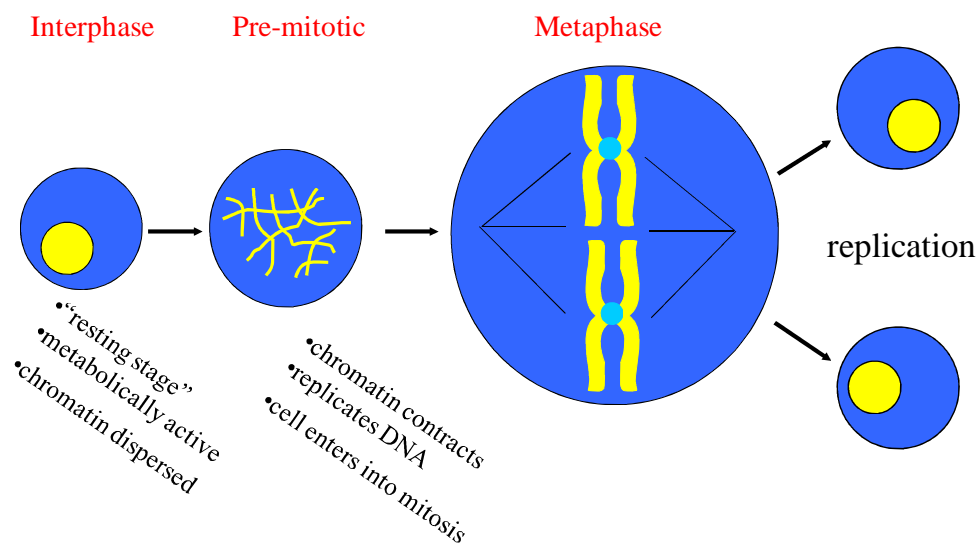 Interphase
Pre-mitotic
Metaphase
replication
•“resting stage”
•metabolically active
•chromatin dispersed
•chromatin contracts
•replicates DNA
•cell enters into mitosis